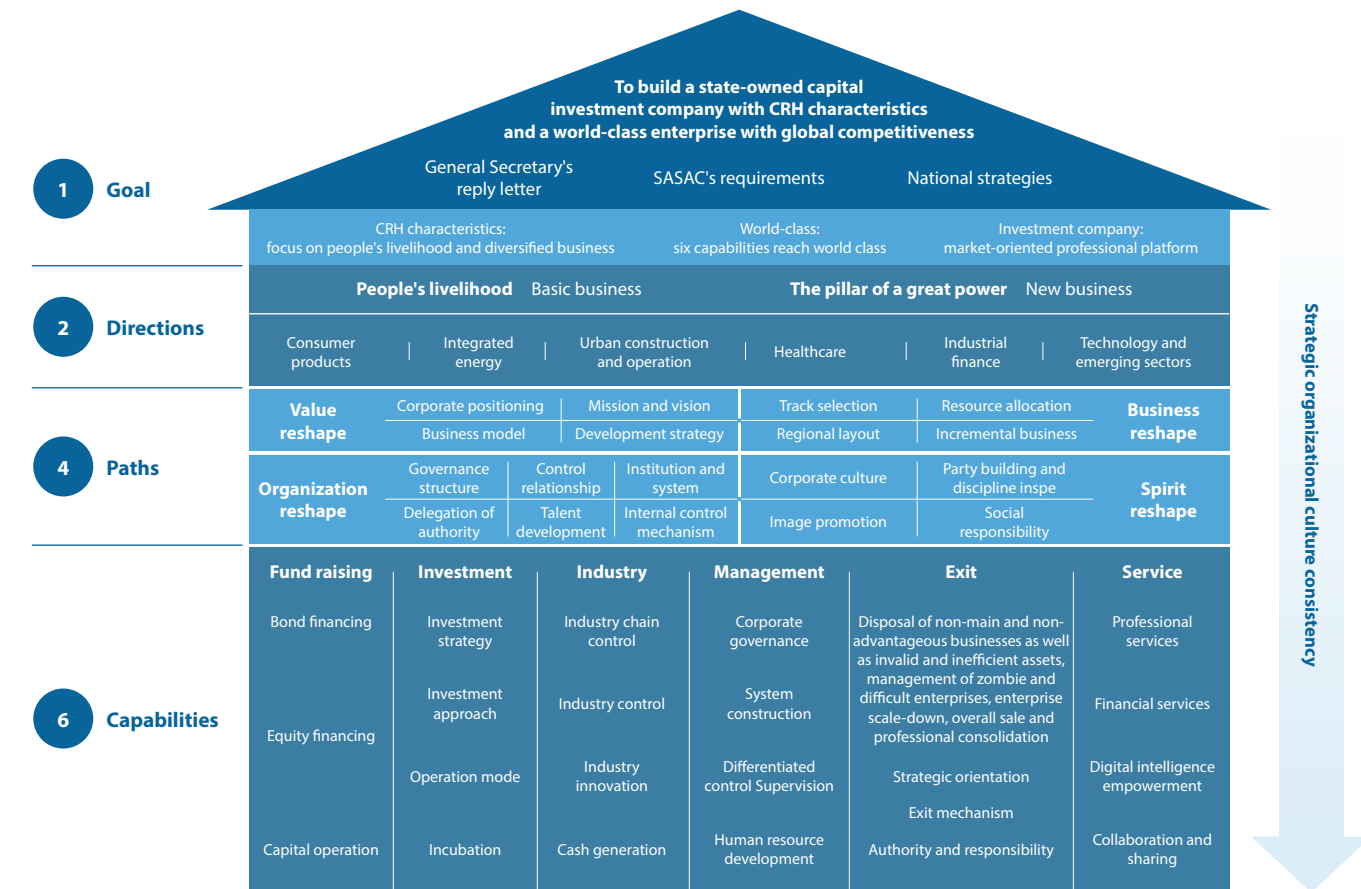 To build a state-owned capital
investment company with CRH characteristics
and a world-class enterprise with global competitiveness
General Secretary's
reply letter
SASAC's requirements
National strategies
1 Goal
CRH characteristics:
focus on people's livelihood and diversified business
World-class:
six capabilities reach world class
Investment company:
market-oriented professional platform
2 Directions
People's livelihood Basic business
The pillar of a great power New business
Consumer
products
Integrated
energy
Urban construction
and operation
Healthcare
Industrial
finance
Technology and
emerging sectors
4 Paths
Value
reshape
Corporate positioning
Mission and vision
Business model
Development strategy
Track selection
Resource allocation
Regional layout
Incremental business
Business
reshape
Organization
reshape
Governance
structure
Control
relationship
Institution and
system
Delegation of
authority
Talent
development
Internal control
mechanism
Corporate culture
Party building and
discipline inspe
Image promotion
Social
responsibility
Spirit
reshape
6 Capabilities
Fund raising
Bond financing
Equity financing
Capital operation
Investment
Investment
strategy
Investment
approach
Operation mode
Incubation
Industry
Industry chain
control
Industry control
Industry
innovation
Cash generation
Management
Corporate
governance
System
construction
Differentiated
control Supervision
Human resource
development
Exit
Disposal of non-main and non-
advantageous businesses as well
as invalid and inefficient assets,
management of zombie and
difficult enterprises, enterprise
scale-down, overall sale and
professional consolidation
Strategic orientation
Exit mechanism
Authority and responsibility
Service
Professional
services
Financial services
Digital intelligence
empowerment
Collaboration and
sharing
Strategic organizational culture consistency